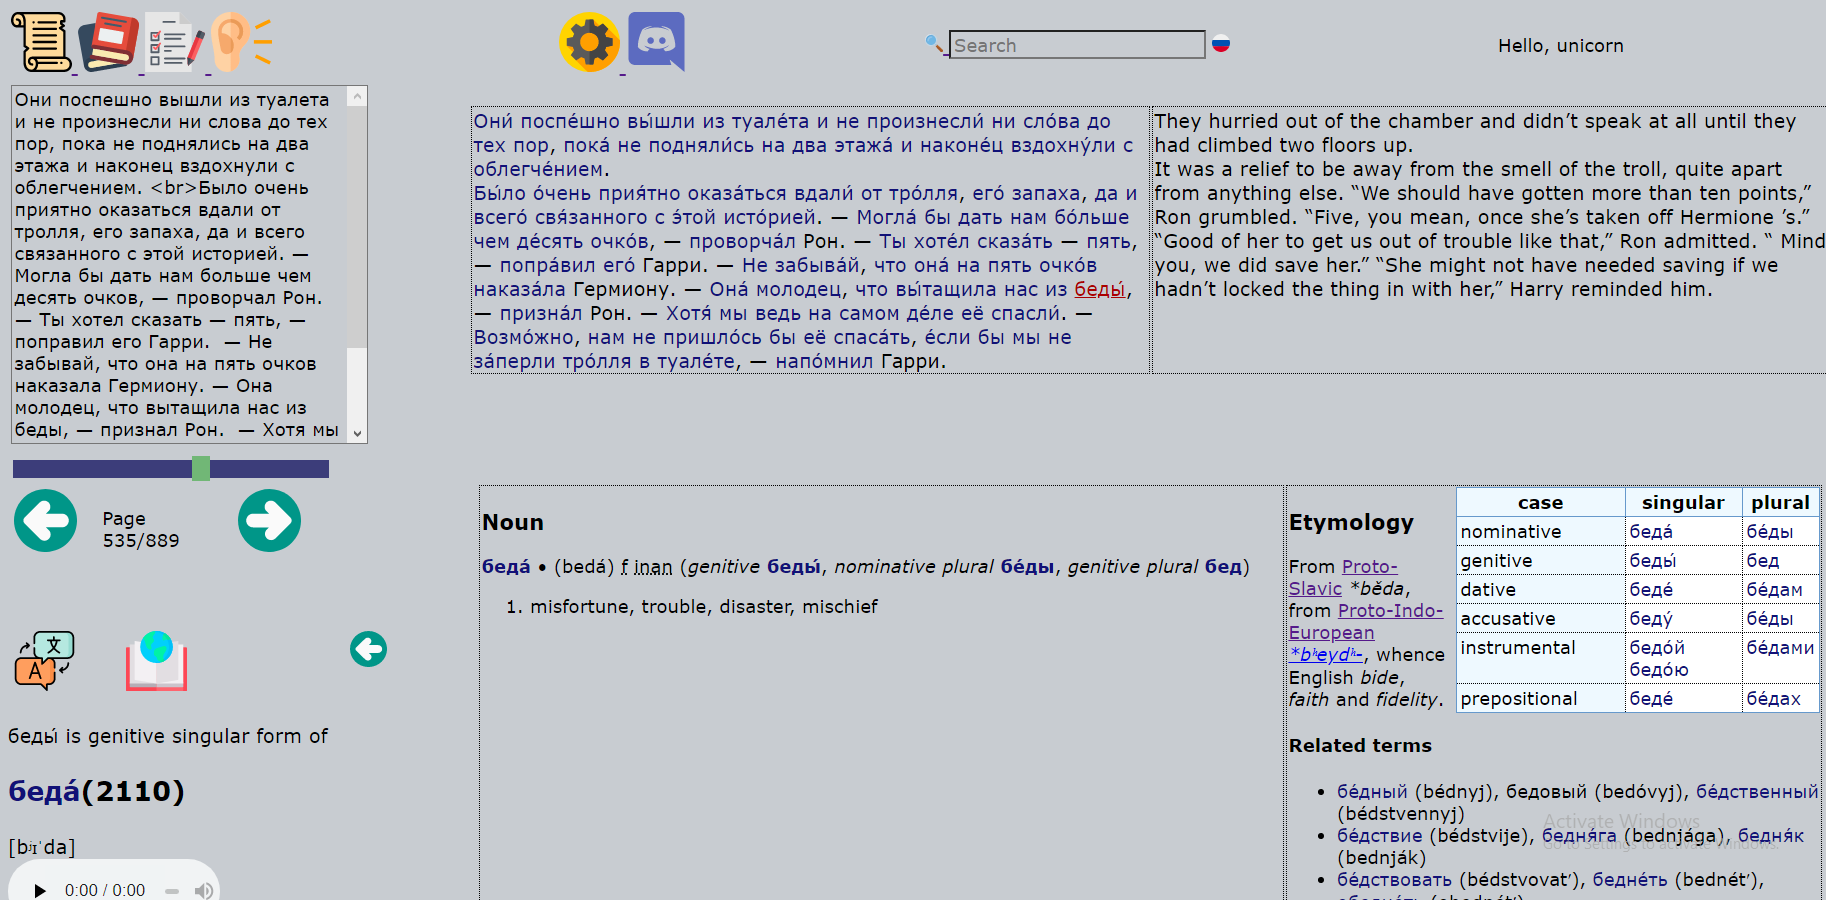 Search
Hello, unicorn
Они поспешно вышли из туалета
и не произнесли ни слова до тех
пор, пока не поднялись на два
этажа и наконец вздохнули с
облегчением. <br>Было очень
приятно оказаться вдали от
тролля, его запаха, да и всего
связанного с этой историей. —
Могла бы дать нам больше чем
десять очков, — проворчал Рон.
— Ты хотел сказать — пять, —
поправил его Гарри.  — Не
забывай, что она на пять очков
наказала Гермиону. — Она
молодец, что вытащила нас из
беды, — признал Рон.  — Хотя мы
Они́ поспе́шно вы́шли из туале́та и не произнесли́ ни сло́ва до
тех пор, пока́ не подняли́сь на два этажа́ и наконе́ц вздохну́ли с
облегче́нием.
Бы́ло о́чень прия́тно оказа́ться вдали́ от тро́лля, его́ запаха, да и
всего́ свя́занного с э́той исто́рией. — Могла́ бы дать нам бо́льше
чем де́сять очко́в, — проворча́л Рон. — Ты хоте́л сказа́ть — пять,
— попра́вил его́ Гарри. — Не забыва́й, что она́ на пять очко́в
наказа́ла Гермиону. — Она́ молодец, что вы́тащила нас из беды́,
— призна́л Рон. — Хотя́ мы ведь на самом де́ле её спасли́. —
Возмо́жно, нам не пришло́сь бы её спаса́ть, е́сли бы мы не
за́перли тро́лля в туале́те, — напо́мнил Гарри.
They hurried out of the chamber and didn’t speak at all until they
had climbed two floors up.
It was a relief to be away from the smell of the troll, quite apart
from anything else. “We should have gotten more than ten points,”
Ron grumbled. “Five, you mean, once she’s taken off Hermione ’s.”
“Good of her to get us out of trouble like that,” Ron admitted. “ Mind
you, we did save her.” “She might not have needed saving if we
hadn’t locked the thing in with her,” Harry reminded him.
Page
535/889
文
A
беды́ is genitive singular form of
беда́(2110)
[bʲɪˈda]
0:00 / 0:00
Noun
беда́ • (bedá) f inan (genitive беды́, nominative plural бе́ды, genitive plural бед)
1. misfortune, trouble, disaster, mischief
Etymology
From Proto-
Slavic *běda,
from Proto-Indo-
European
*bʰeydʰ-, whence
English bide,
faith and fidelity.
case singular plural
nominative беда́ бе́ды
genitive беды́ бед
dative беде́ бе́дам
accusative беду́ бе́ды
instrumental бедо́й бе́дами
бедо́ю
prepositional беде́ бе́дах
Related terms
• бе́дный (bédnyj), бедовый (bedóvyj), бе́дственный
(bédstvennyj)
• бе́дствие (bédstvije), бедня́га (bednjága), бедня́к
(bednják)
• бе́дствовать (bédstvovatʹ), бедне́ть (bednétʹ),
Activate Windows
Go to Settings to activate Windows.